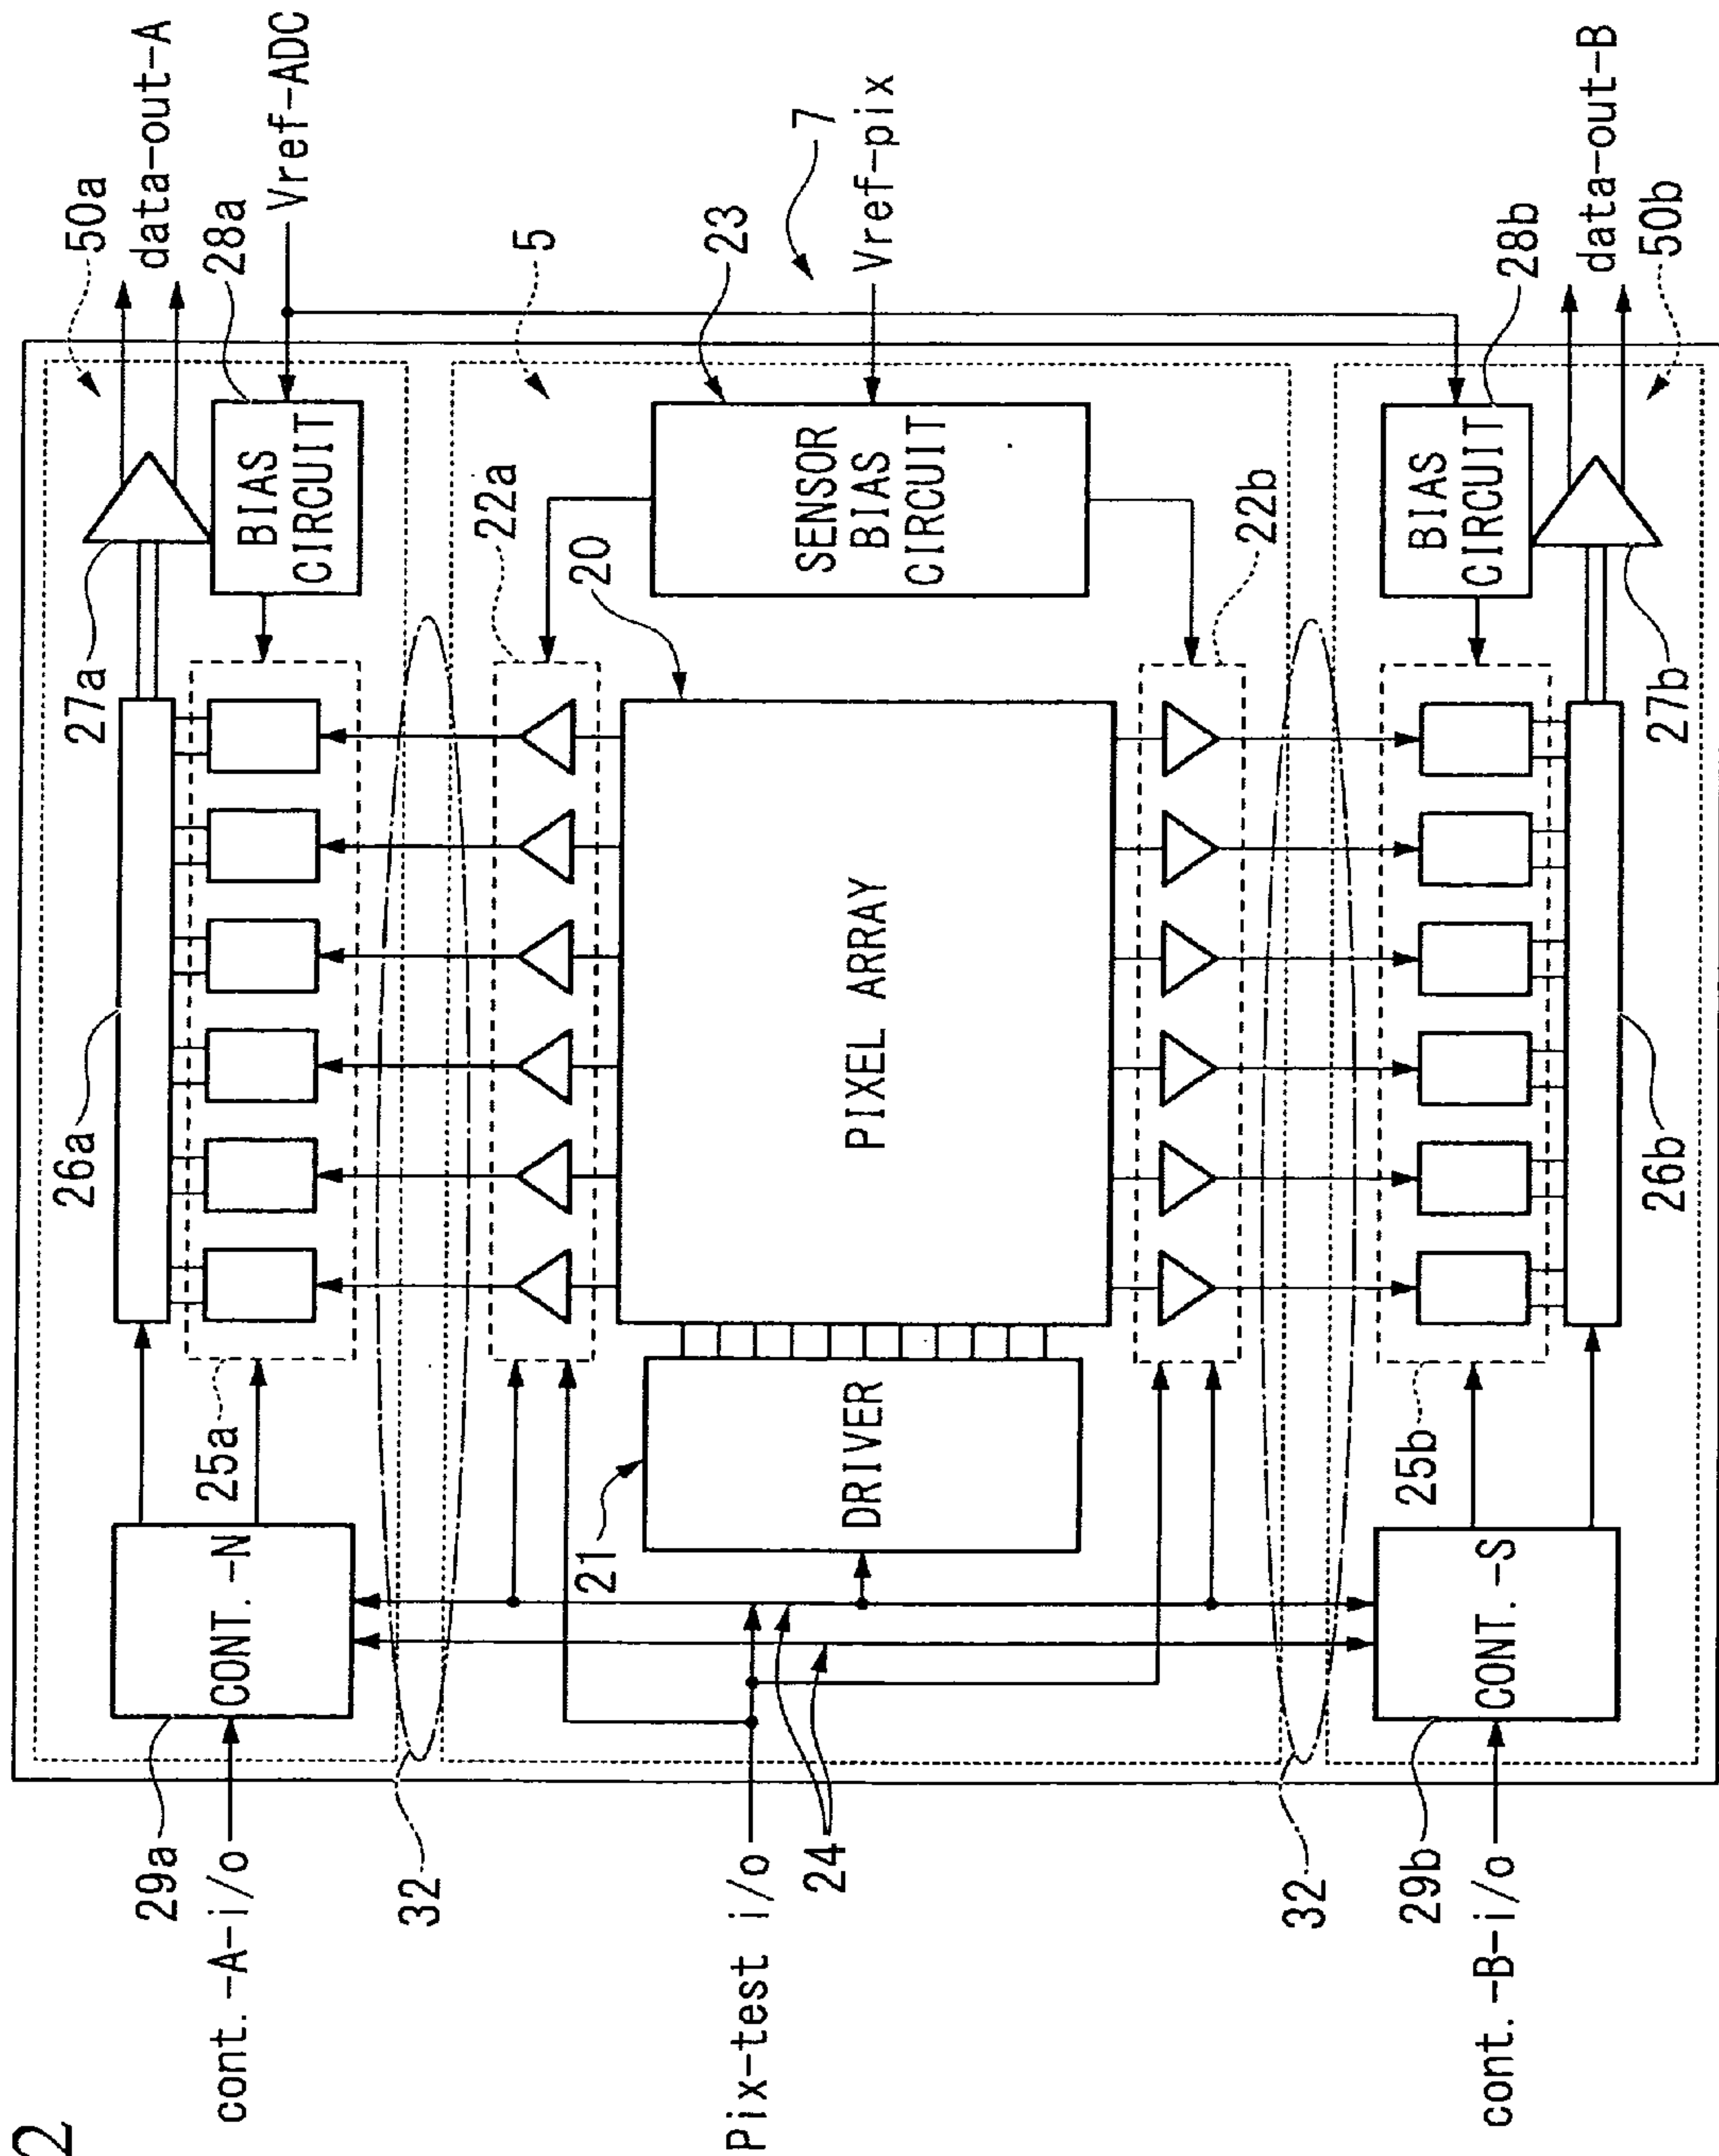 2
50a
data-out-A
27a
28a
Vref-ADC
26a
BIAS
CIRCUIT
25a
CONT.-N
29a
cont.-A-i/o
32
22a
5
20
23
7
SENSOR
BIAS
CIRCUIT
Vref-pix
PIXEL ARRAY
DRIVER
21
Pix-test i/o
24
22b
32
25b
29b
CONT.-S
cont.-B-i/o
BIAS
CIRCUIT
28b
26b
27b
data-out-B
50b